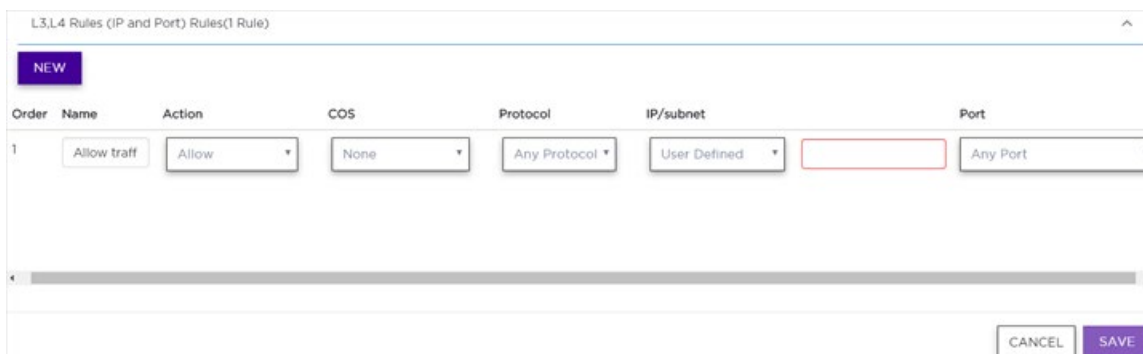 L3,L4 Rules (IP and Port) Rules(1 Rule)
NEW
Order Name Action COS Protocol IP/subnet Port
1 Allow traff Allow None Any Protocol User Defined Any Port
CANCEL SAVE